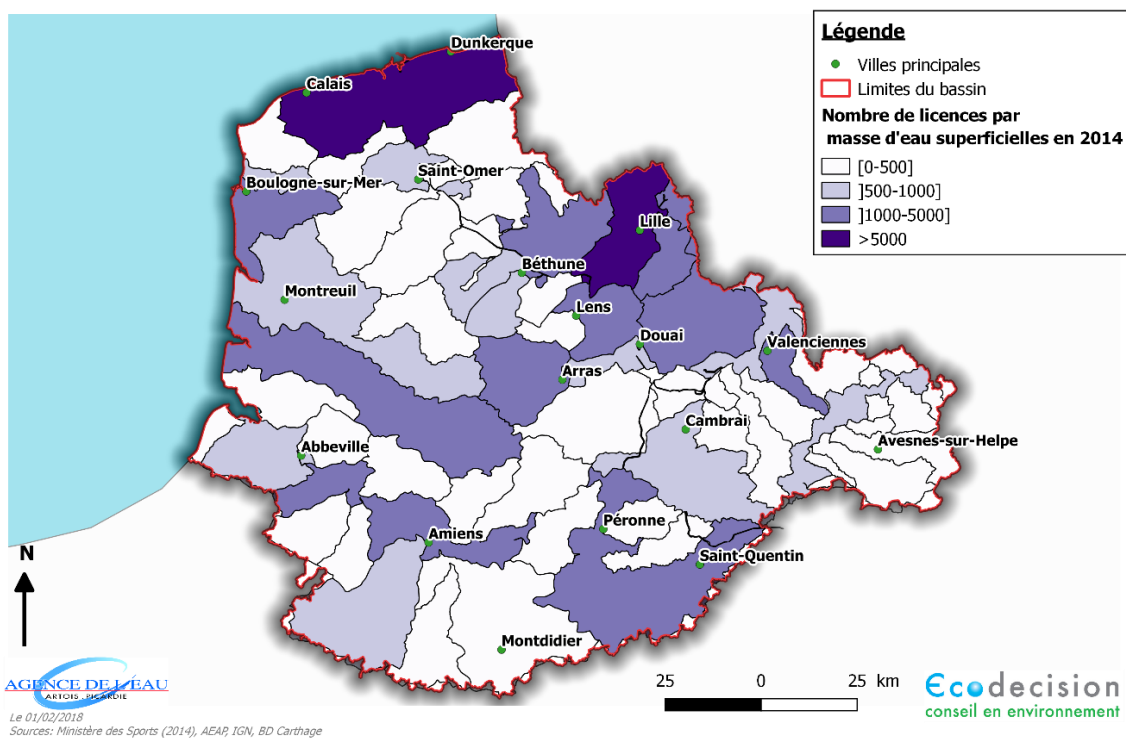 Dunkerque
Calais
Saint-Omer
Boulogne-sur-Mer
Lille
Béthune
Montreuil
Lens
Douai
Valenciennes
Arras
Cambrai
Avesnes-sur-Helpe
Abbeville
Péronne
Amiens
Saint-Quentin
Montdidier
Légende
Villes principales
Limites du bassin
Nombre de licences par
masse d'eau superficielles en 2014
[0-500]
]500-1000]
]1000-5000]
>5000
N
25 0 25 km
AGENCE DE L'EAU
ARTOIS . PICARDIE
Ecodecision
conseil en environnement
Le 01/02/2018
Sources: Ministère des Sports (2014), AEAP, IGN, BD Carthage